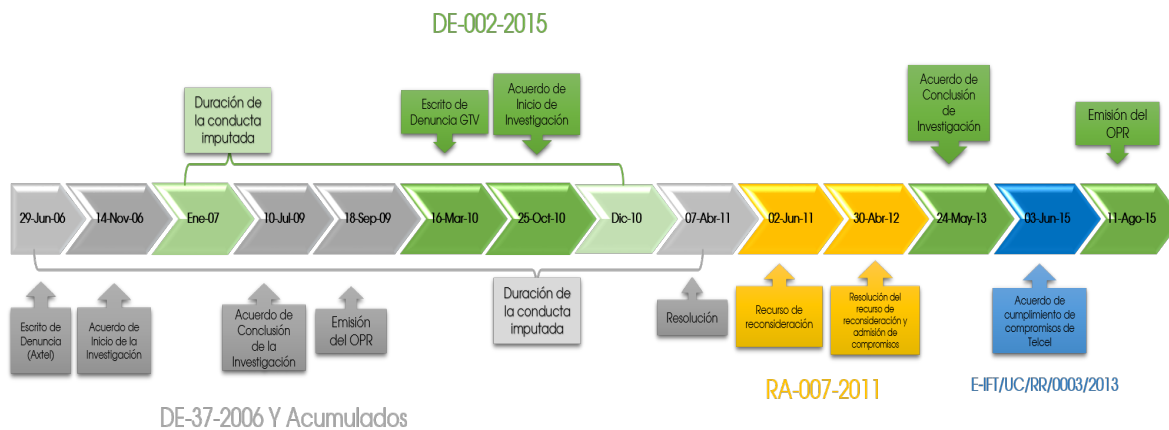 DE-002-2015
Duración de
la conducta
imputada
Escrito de
Denuncia GTV
Acuerdo de
Inicio de
Investigación
Acuerdo de
Conclusión
de
Investigación
Emisión del
OPR
29-Jun-06
14-Nov-06
Ene-07
10-Jul-09
18-Sep-09
16-Mar-10
25-Oct-10
Dic-10
07-Abr-11
02-Jun-11
30-Abr-12
24-May-13
03-Jun-15
11-Ago-15
Escrito de
Denuncia
(Axtel)
Acuerdo de
Inicio de la
Investigación
Acuerdo de
Conclusión
de la
Investigación
Emisión
del OPR
Duración de
la conducta
imputada
Resolución
Recurso de
reconsideración
Resolución del
recurso de
reconsideración y
admisión de
compromisos
Acuerdo de
cumplimiento de
compromisos de
Telcel
DE-37-2006 Y Acumulados
RA-007-2011
E-IFT/UC/RR/0003/2013